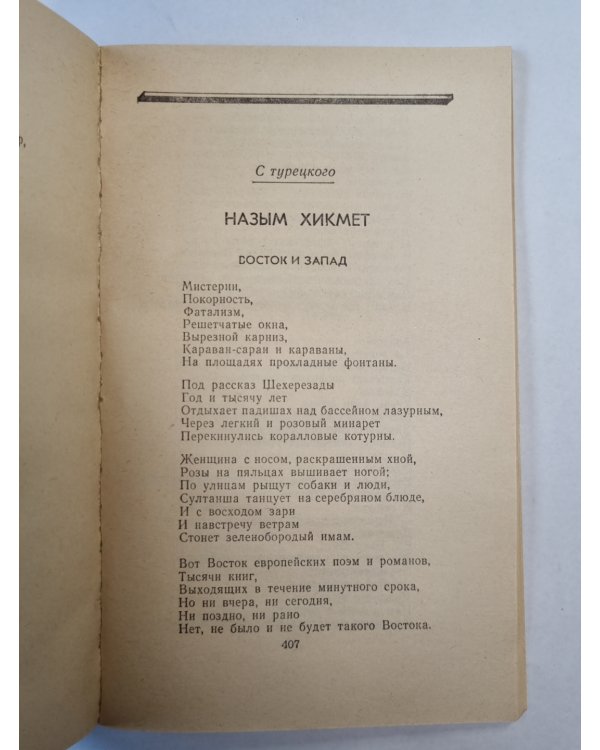 р,
С турецкого
НАЗЫМ ХИКМЕТ
ВОСТОК И ЗАПАД
Мистерии,
Покорность,
Фатализм,
Решетчатые окна,
Вырезной карниз,
Караван-сараи и караваны,
На площадях прохладные фонтаны.
Под рассказ Шехерезады
Год и тысячу лет
Отдыхает падишах над бассейном лазурным,
Через легкий и розовый минарет
Перекинулись коралловые котурны.
Женщина с носом, раскрашенным хной,
Розы на пяльцах вышивает ногой;
По улицам рыщут собаки и люди,
Султанша танцует на серебряном блюде,
И с восходом зари
И навстречу ветрам
Стонет зеленобородый имам.
Вот Восток европейских поэм и романов,
Тысячи книг,
Выходящих в течение минутного срока,
Но ни вчера, ни сегодня,
Ни поздно, ни рано
Нет, не было и не будет такого Востока.
407